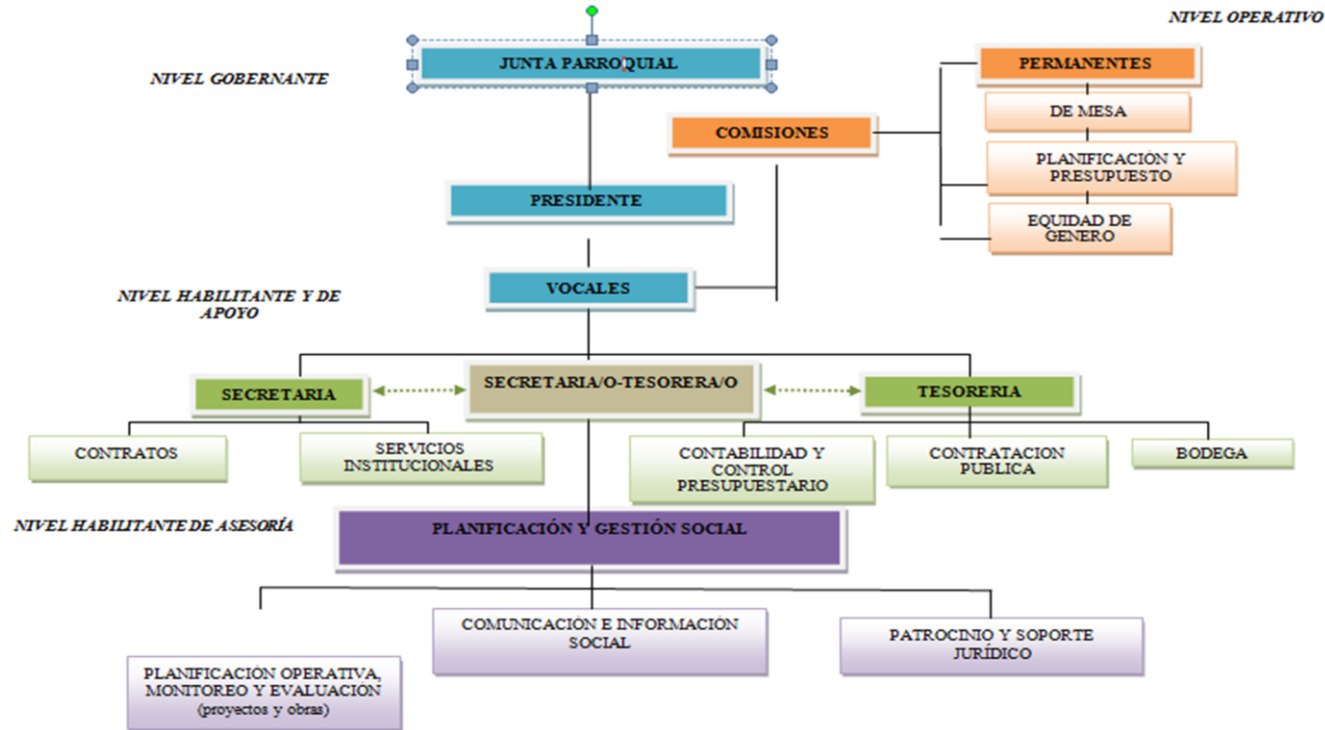 NIVEL OPERATIVO
NIVEL GOBERNANTE
JUNTA PARROQUIAL
PERMANENTES
DE MESA
COMISIONES
PLANIFICACIÓN Y
PRESUPUESTO
PRESIDENTE
EQUIDAD DE
GENERO
VOCALES
NIVEL HABILITANTE Y DE
APOYO
SECRETARIA
SECRETARIA/O-TESORERA/O
TESORERIA
CONTRATOS
SERVICIOS
INSTITUCIONALES
CONTABILIDAD Y
CONTROL
PRESUPUESTARIO
CONTRATACION
PUBLICA
BODEGA
NIVEL HABILITANTE DE ASESORÍA
PLANIFICACIÓN Y GESTIÓN SOCIAL
PLANIFICACIÓN OPERATIVA,
MONITOREO Y EVALUACIÓN
(proyectos y obras)
COMUNICACIÓN E INFORMACIÓN
SOCIAL
PATROCINIO Y SOPORTE
JURÍDICO